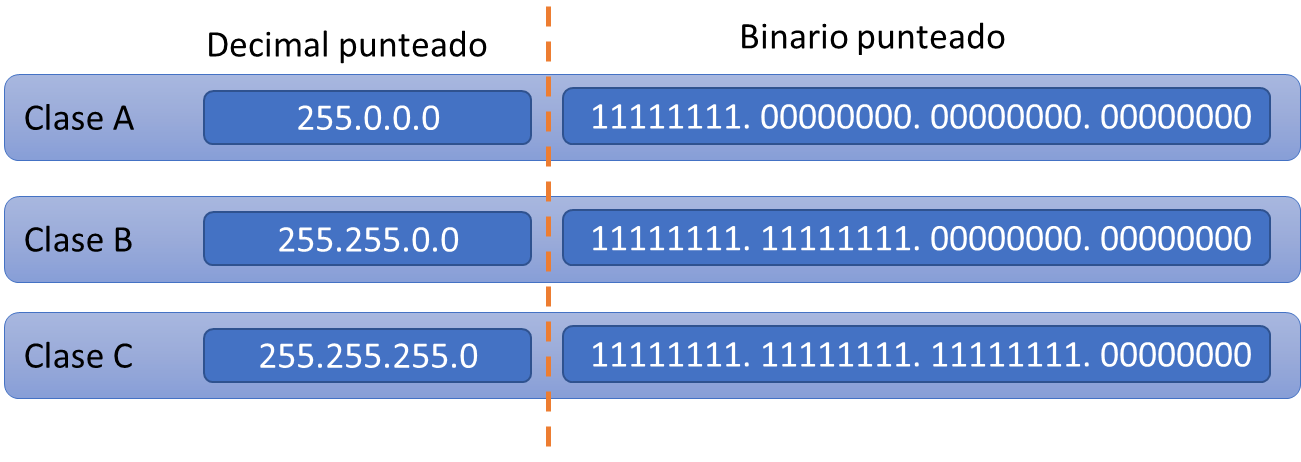 Decimal punteado
Binario punteado
Clase A
255.0.0.0
11111111. 00000000. 00000000. 00000000
Clase B
255.255.0.0
11111111. 11111111. 00000000. 00000000
Clase C
255.255.255.0
11111111. 11111111. 11111111. 00000000